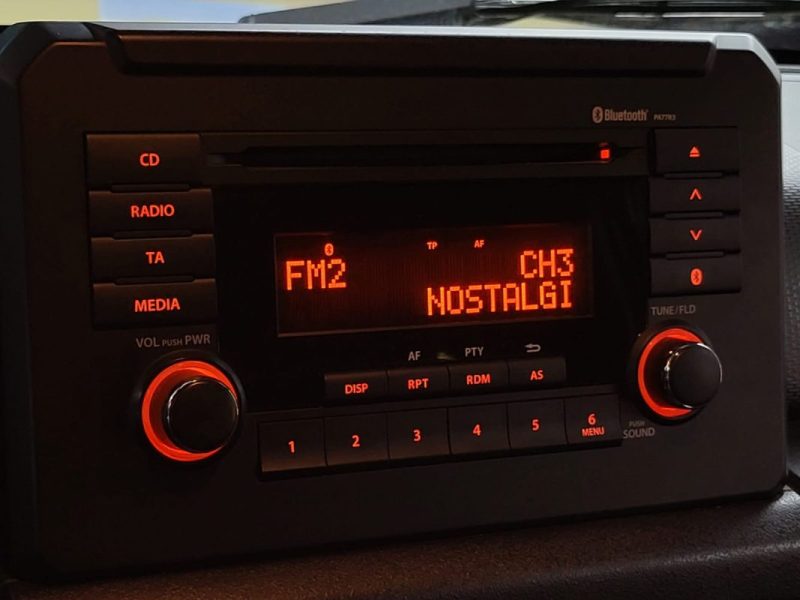 Bluetooth® PA77R3
CD
RADIO
TA
MEDIA
VOL PUSH PWR
TP AF
FM2 CH3
NOSTALGI
TUNE/FLD
AF PTY
DISP RPT RDM AS
1 2 3 4 5 6
MENU
PUSH
SOUND